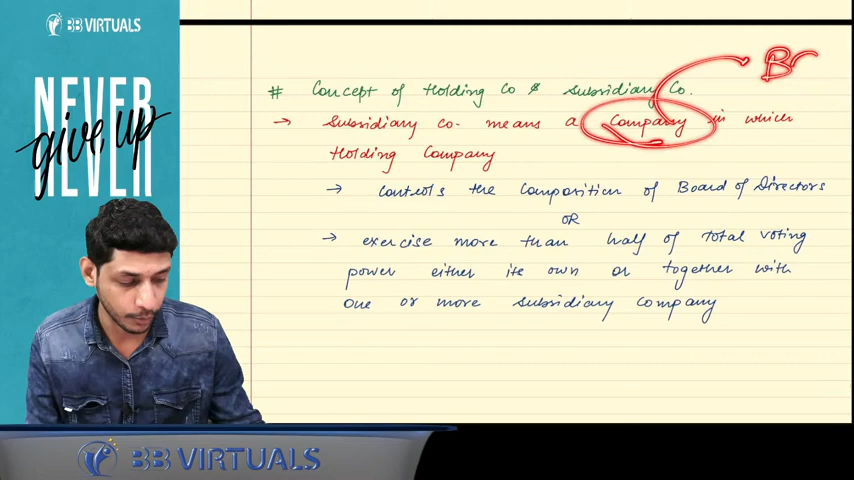 BB VIRTUALS
NEVER
give up
NEVER
Br
# Concept of Holding Co & Subsidiary Co.
→ Subsidiary co. means a Company in which
Holding Company
→ Controls the Composition of Board of Directors
OR
→ exercise more than half of total voting
power either its own or together with
one or more subsidiary company
BB VIRTUALS